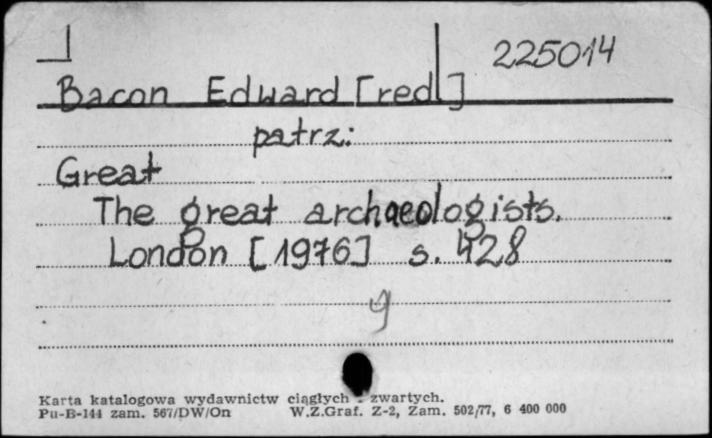 225014
Bacon Edward [red]
patrz:
Great
The great archaeologists.
London [1976] s. 428
y
Karta katalogowa wydawnictw ciągłych - zwartych.
Pu-B-144 zam. 567/DW/On W.Z.Graf. Z-2, Zam. 502/77, 6 400 000